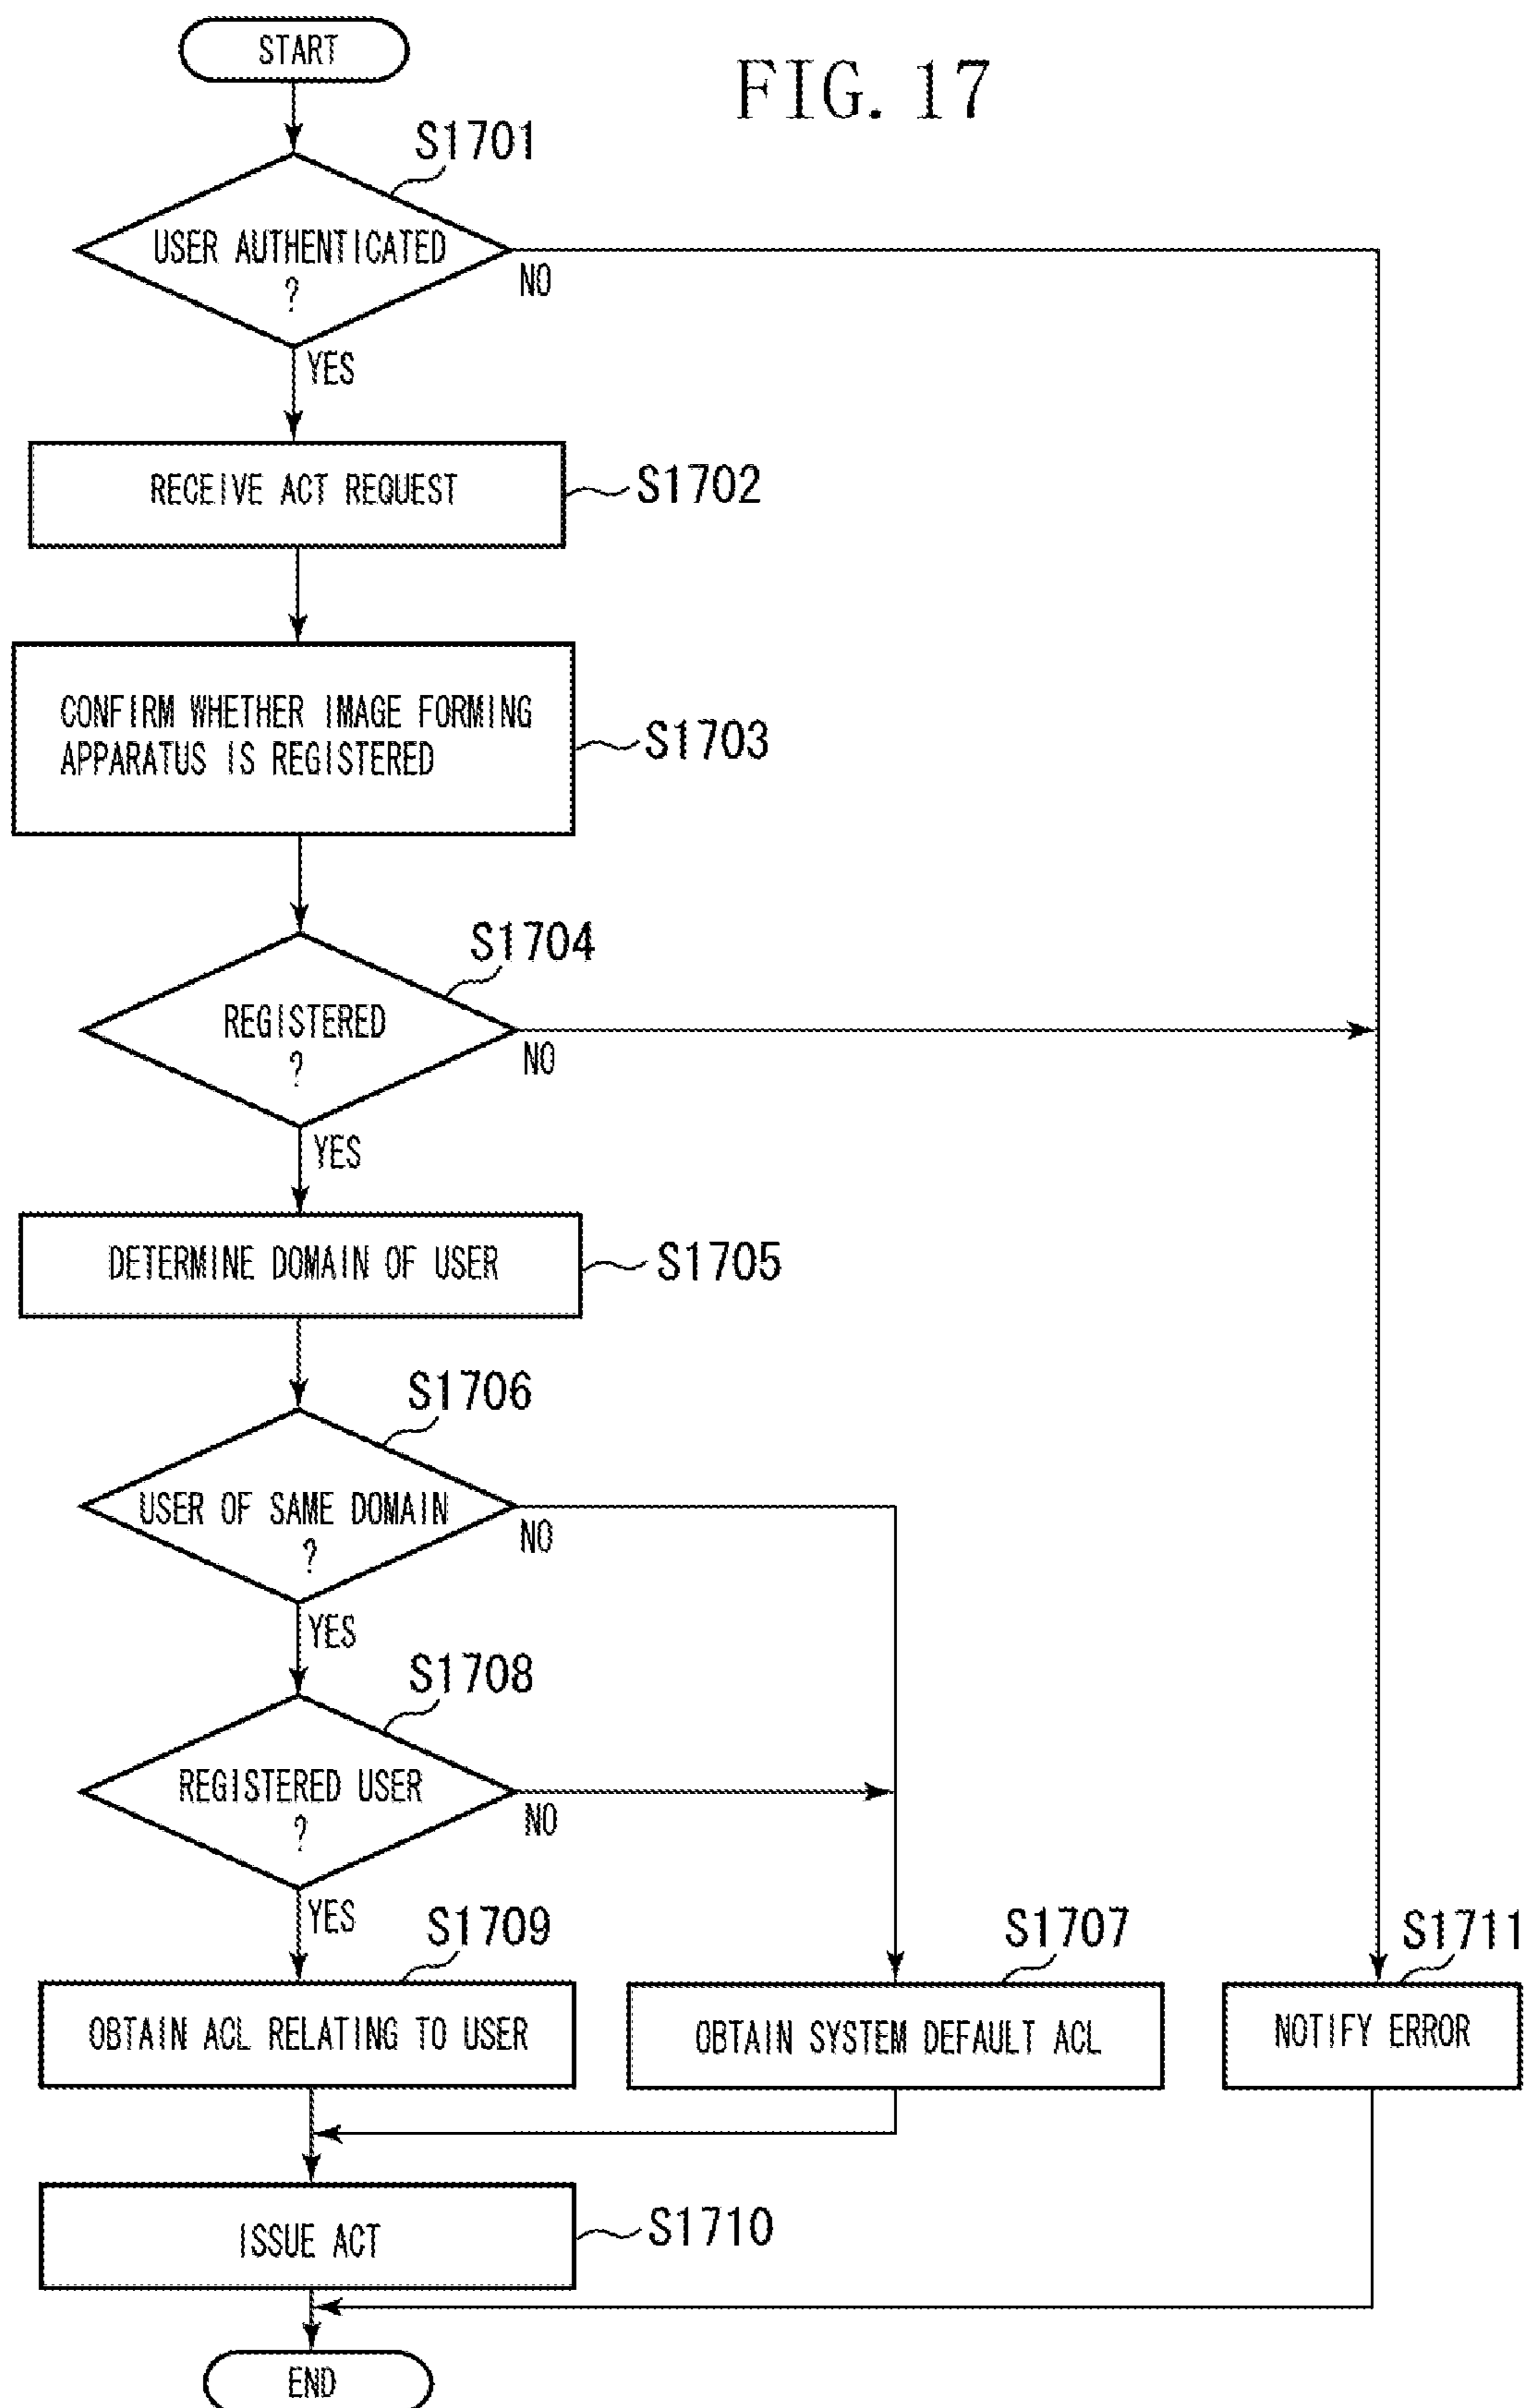 START
FIG. 17
S1701
USER AUTHENTICATED
?
NO
YES
RECEIVE ACT REQUEST
S1702
CONFIRM WHETHER IMAGE FORMING
APPARATUS IS REGISTERED
S1703
S1704
REGISTERED
?
NO
YES
DETERMINE DOMAIN OF USER
S1705
S1706
USER OF SAME DOMAIN
?
NO
YES
S1708
REGISTERED USER
?
NO
YES
S1709
S1707
S1711
OBTAIN ACL RELATING TO USER
OBTAIN SYSTEM DEFAULT ACL
NOTIFY ERROR
ISSUE ACT
S1710
END